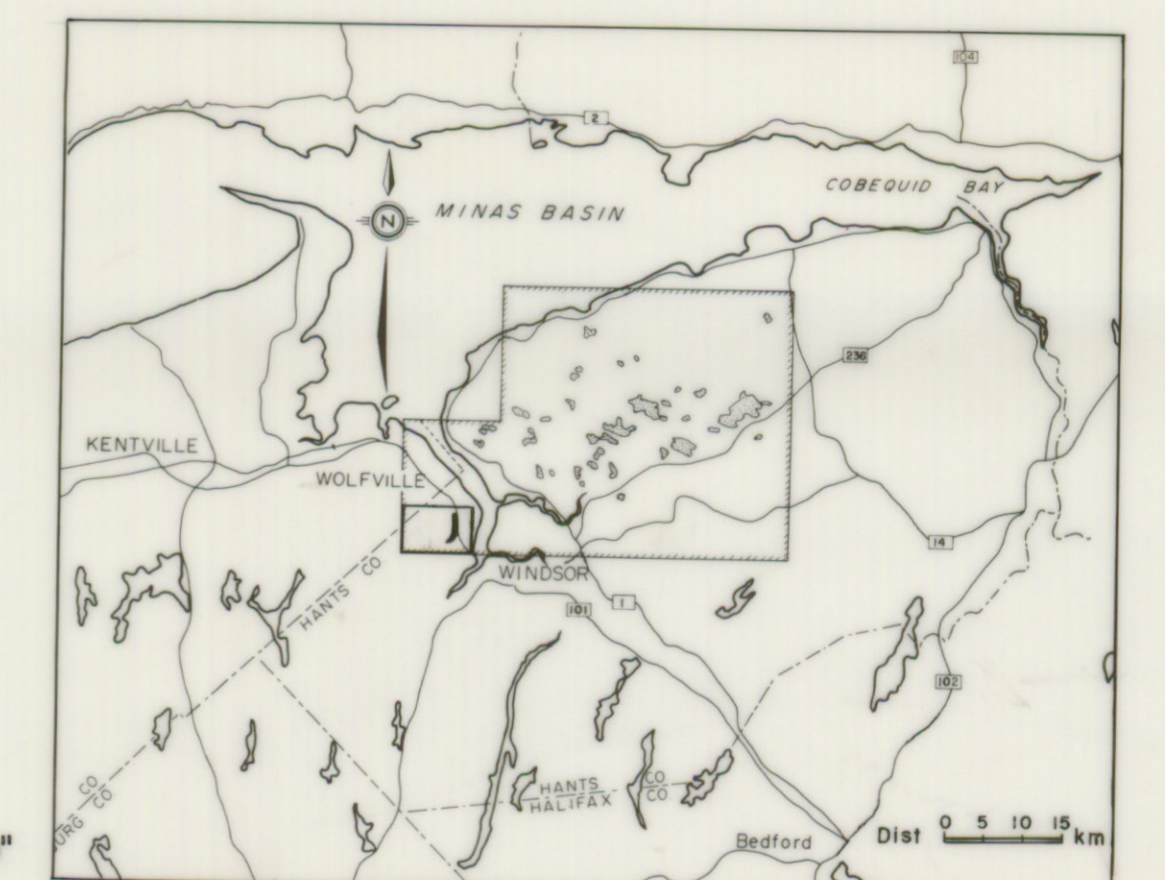 104
2
COBEQUID BAY
MINAS BASIN
N
236
KENTVILLE
WOLFVILLE
14
WINDSOR
HANTS CO
101
1
102
CO
CO
HANTS CO
HALIFAX CO.
URG
"
Bedford
Dist 0 5 10 15 km